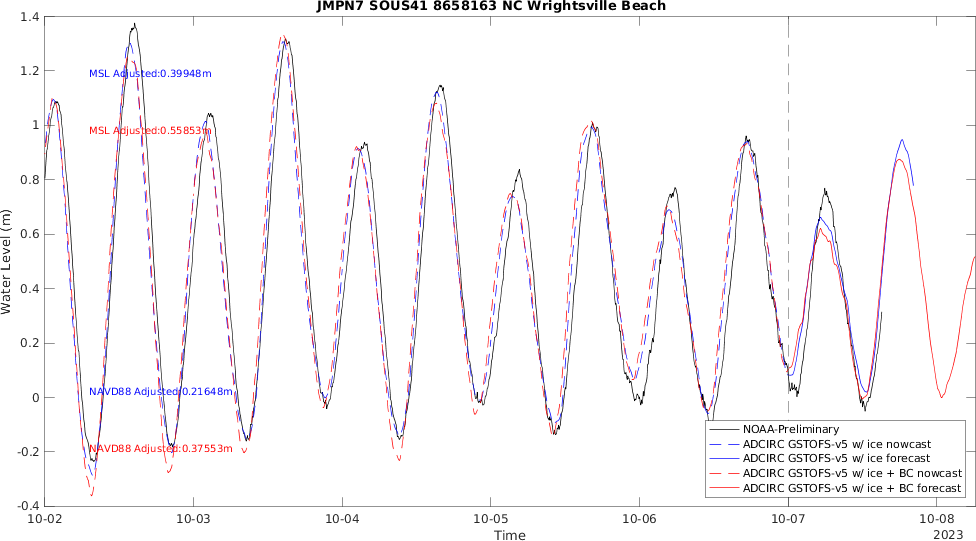 JMPN7 SOUS41 8658163 NC Wrightsville Beach
Water Level (m)
1.4
1.2
1
0.8
0.6
0.4
0.2
0
-0.2
-0.4
MSL Adjusted:0.39948m
MSL Adjusted:0.55853m
NAVD88 Adjusted:0.21648m
NAVD88 Adjusted:0.37553m
NOAA-Preliminary
ADCIRC GSTOFS-v5 w/ ice nowcast
ADCIRC GSTOFS-v5 w/ ice forecast
ADCIRC GSTOFS-v5 w/ ice + BC nowcast
ADCIRC GSTOFS-v5 w/ ice + BC forecast
10-02 10-03 10-04 10-05 10-06 10-07 10-08
Time
2023